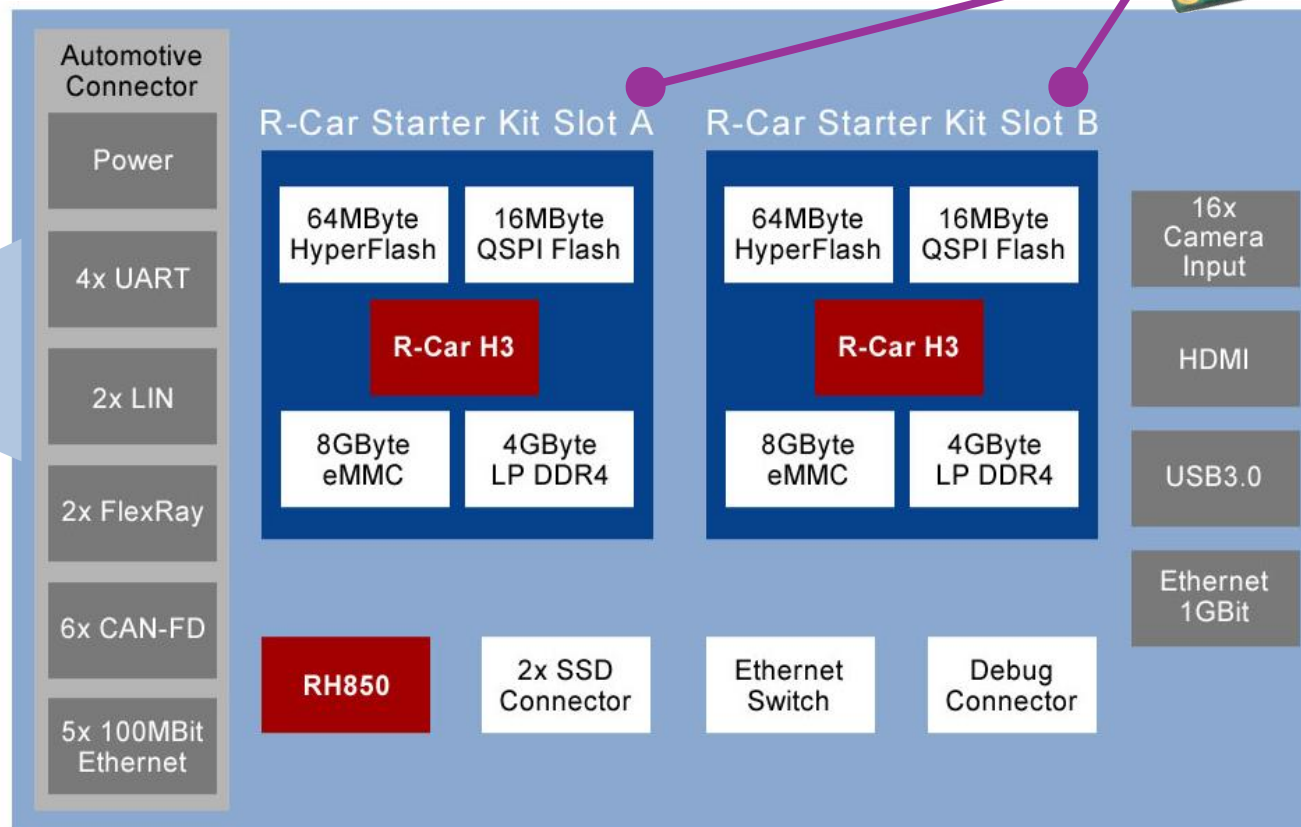 Automotive
Connector
Power
4x UART
2x LIN
2x FlexRay
6x CAN-FD
5x 100MBit
Ethernet
R-Car Starter Kit Slot A
64MByte
HyperFlash
16MByte
QSPI Flash
R-Car H3
8GByte
eMMC
4GByte
LP DDR4
R-Car Starter Kit Slot B
64MByte
HyperFlash
16MByte
QSPI Flash
R-Car H3
8GByte
eMMC
4GByte
LP DDR4
RH850
2x SSD
Connector
Ethernet
Switch
Debug
Connector
16x
Camera
Input
HDMI
USB3.0
Ethernet
1GBit